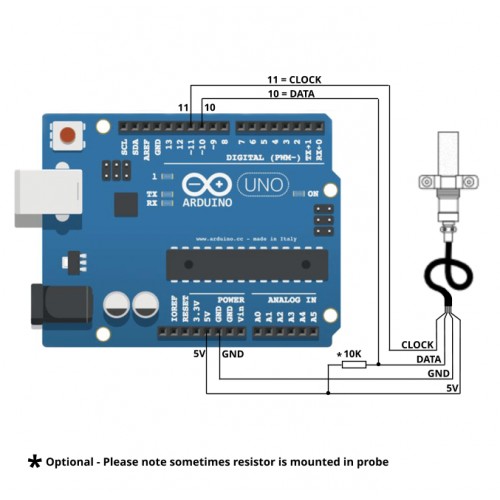 11 = CLOCK
10 = DATA
11
10
SCL
SDA
AREF
GND
13
12
~11
~10
~9
8
7
~6
~5
4
~3
2
TX→1
RX←0
DIGITAL (PWM~)
1
TX
RX
ARDUINO
UNO
ON
www.arduino.cc - made in Italy
IOREF
RESET
3.3V
5V
GND
GND
Vin
POWER
ANALOG IN
A0
A1
A2
A3
A4
A5
5V
GND
* 10K
CLOCK
DATA
GND
5V
* Optional - Please note sometimes resistor is mounted in probe